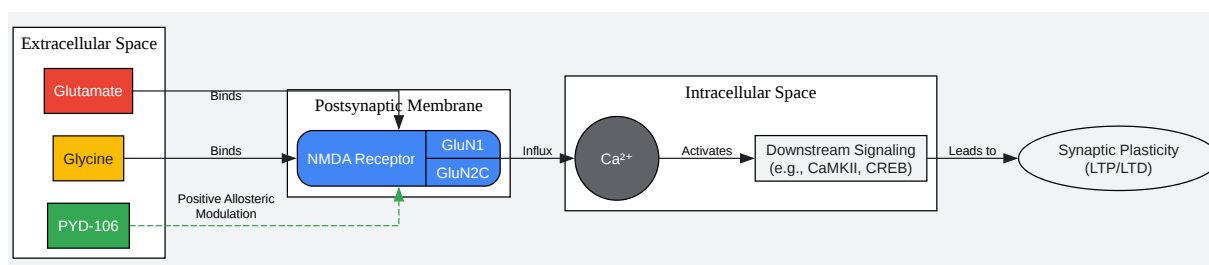 Extracellular Space
Glutamate
Glycine
PYD-106
Binds
Binds
Positive Allosteric
Modulation
Postsynaptic Membrane
NMDA Receptor
GluN1
GluN2C
Influx
Intracellular Space
Ca²⁺
Activates
Downstream Signaling
(e.g., CaMKII, CREB)
Leads to
Synaptic Plasticity
(LTP/LTD)